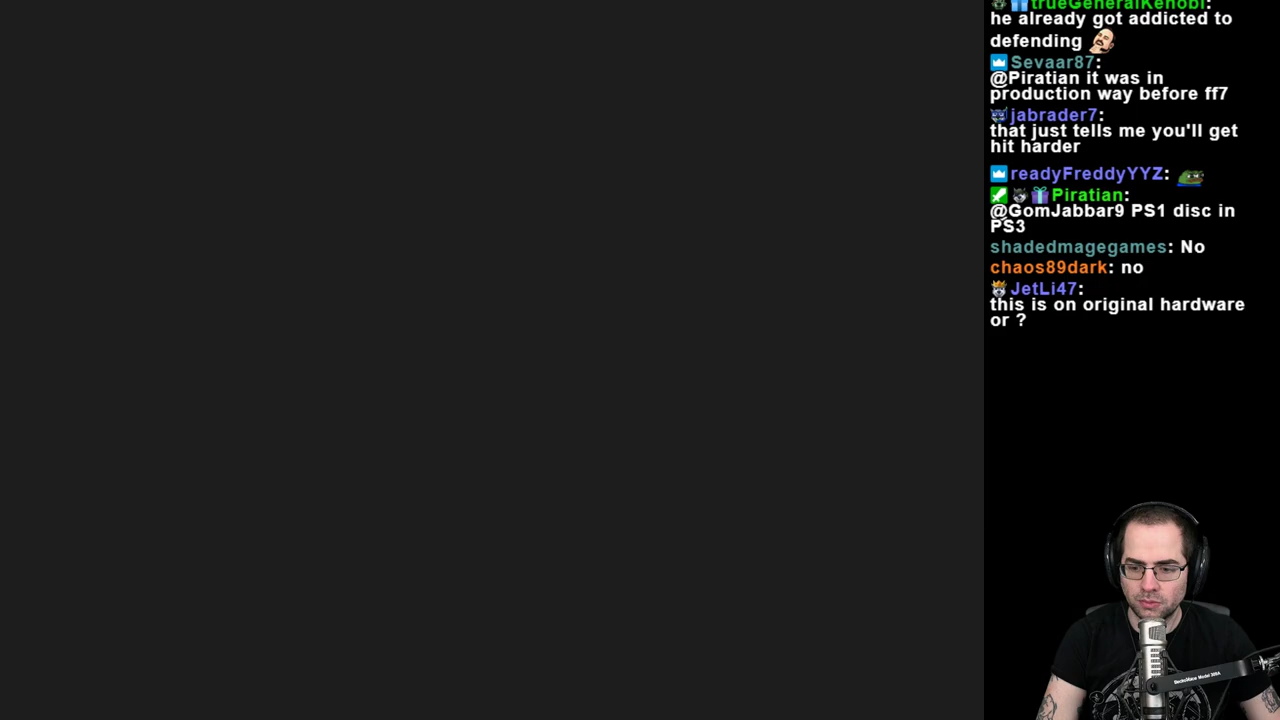 trueGeneralKenobi:
he already got addicted to
defending
Sevaar87:
@Piratian it was in
production way before ff7
jabrader7:
that just tells me you'll get
hit harder
readyFreddyYYZ:
Piratian:
@GomJabbar9 PS1 disc in
PS3
shadedmagegames: No
chaos89dark: no
JetLi47:
this is on original hardware
or ?